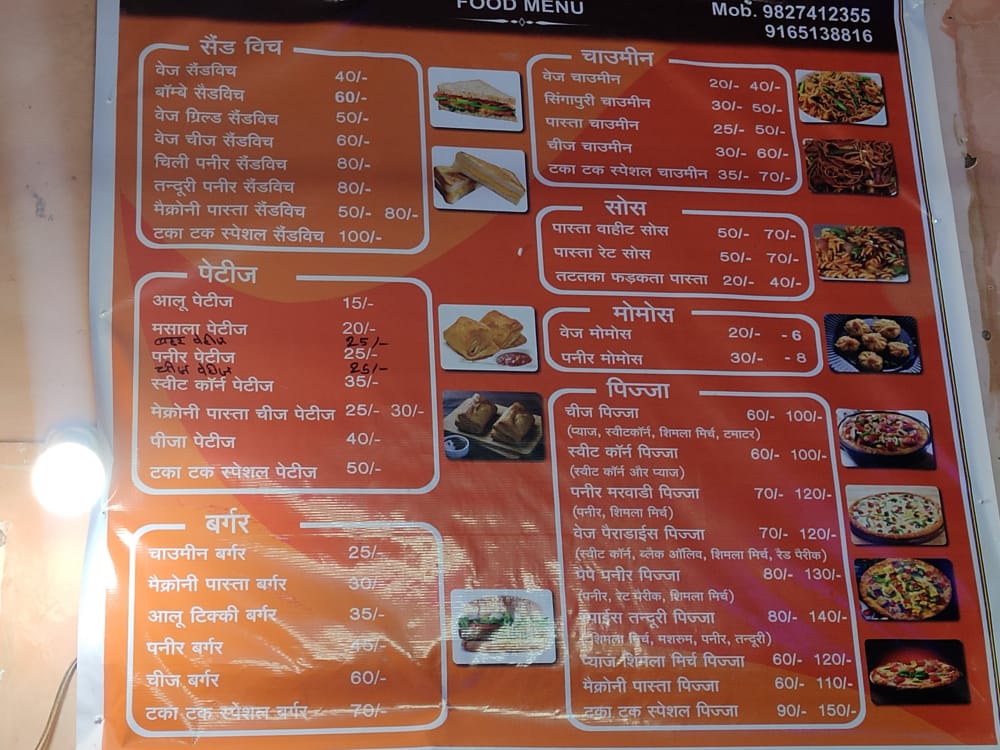 FOOD MENU
Mob. 9827412355
9165138816
सैंड विच
वेज सैंडविच 40/-
बॉम्बे सैडविच 60/-
वेज ग्रिल्ड सैंडविच 50/-
वेज चीज सैंडविच 60/-
चिली पनीर सैंडविच 80/-
तन्दूरी पनीर सैंडविच 80/-
मैक्रोनी पास्ता सैंडविच 50/- 80/-
टका टक स्पेशल सैंडविच 100/-
पेटीज
आलू पेटीज 15/-
मसाला पेटीज 20/-
पेटीज 25/-
पनीर पेटीज 25/-
चीज पेटीज 25/-
स्वीट कॉर्न पेटीज 35/-
मेक्रोनी पास्ता चीज पेटीज 25/- 30/-
पीजा पेटीज 40/-
टका टक स्पेशल पेटीज 50/-
बर्गर
चाउमीन बर्गर 25/-
मैक्रोनी पास्ता बर्गर 30/-
आलू टिक्की बर्गर 35/-
पनीर बर्गर 45/-
चीज बर्गर 60/-
टका टक स्पेशल बर्गर 70/-
चाउमीन
वेज चाउमीन 20/- 40/-
सिंगापुरी चाउमीन 30/- 50/-
पास्ता चाउमीन 25/- 50/-
चीज चाउमीन 30/- 60/-
टका टक स्पेशल चाउमीन 35/- 70/-
सोस
पास्ता वाहीट सोस 50/- 70/-
पास्ता रेट सोस 50/- 70/-
तटतका फड़कता पास्ता 20/- 40/-
मोमोस
वेज मोमोस 20/- - 6
पनीर मोमोस 30/- - 8
पिज्जा
चीज पिज्जा 60/- 100/-
(प्याज, स्वीटकॉर्न, शिमला मिर्च, टमाटर)
स्वीट कॉर्न पिज्जा 60/- 100/-
(स्वीट कॉर्न और प्याज)
पनीर मरवाडी पिज्जा 70/- 120/-
(पनीर, शिमला मिर्च)
वेज पैराडाईस पिज्जा 70/- 120/-
(स्वीट कॉर्न, ब्लैक ऑलिव, शिमला मिर्च, रेड पेरीक)
पेपे पनीर पिज्जा 80/- 130/-
(पनीर, रेट पेरीक, शिमला मिर्च)
स्पाईस तन्दूरी पिज्जा 80/- 140/-
(शिमला मिर्च, मशरुम, पनीर, तन्दूरी)
प्याज शिमला मिर्च पिज्जा 60/- 120/-
मैक्रोनी पास्ता पिज्जा 60/- 110/-
टका टक स्पेशल पिज्जा 90/- 150/-